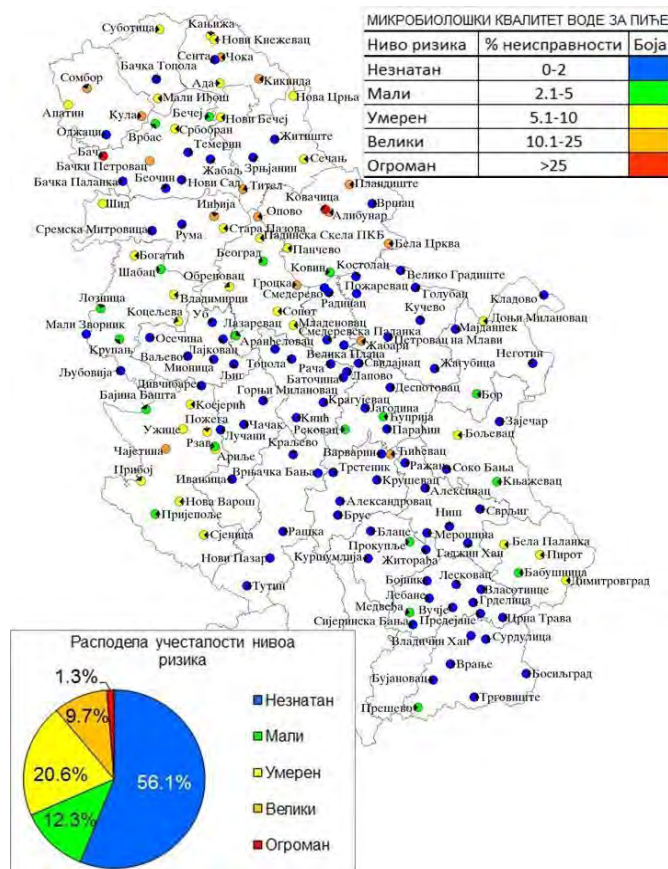 МИКРОБИОЛОШКИ КВАЛИТЕТ ВОДЕ ЗА ПИЋЕ
Ниво ризика % неисправности Боја
Незнатан 0-2
Мали 2.1-5
Умерен 5.1-10
Велики 10.1-25
Огроман >25
Суботица
Кањижа
Нови Кнежевац
Сента
Чока
Бачка Топола
Сомбор
Ада
Кикинда
Мали Иђош
Нова Црња
Апатин
Кула
Бечеј
Нови Бечеј
Оджаци
Врбас
Србобран
Житиште
Темерин
Бач
Сечањ
Бачки Петровац
Жабаљ
Зрњанин
Бачка Паланка
Беочин
Нови Сад
Тител
Пландиште
Ковачица
Шид
Инђија
Опово
Алибунар
Вршац
Сремска Митровица
Рума
Стара Пазова
Падинска Скела ПКБ
Панчево
Бела Црква
Богатић
Београд
Шабац
Ковин
Костолац
Обреновац
Велико Градиште
Лозница
Владимирци
Гроцка
Смедерево
Пожаревац
Голубац
Кладово
Радинац
Коцељева
Сопот
Кучево
Доњи Милановац
Мали Зворник
Уб
Лазаревац
Младеновац
Смедеревска Паланка
Мајданпек
Крупањ
Осечина
Аранђеловац
Жабари
Петровац на Млави
Неготин
Ваљево
Лајковац
Велика Плана
Свилајнац
Жагубица
Љубовија
Мионица
Љиг
Топола
Рача
Лапово
Баточина
Дивчибаре
Деспотовац
Бајина Башта
Горњи Милановац
Крагујевац
Бор
Косјерић
Јагодина
Ћуприја
Зајечар
Ужице
Пожега
Чачак
Кнић
Рековац
Параћин
Бољевац
Лучани
Чајетина
Рзав
Ариље
Краљево
Варварин
Ћићевац
Ражањ
Соко Бања
Прибој
Ивањица
Врњачка Бања
Трстеник
Крушевац
Књажевац
Алексинац
Нова Варош
Александровац
Пријепоље
Брус
Ниш
Сврљиг
Сјеница
Рашка
Блаце
Мерошина
Бела Паланка
Прокупље
Гаджин Хан
Пирот
Нови Пазар
Куршумлија
Житорађа
Бабушница
Бојник
Лесковац
Димитровград
Тутин
Лебане
Власотинце
Грделица
Медвеђа
Вучје
Предејане
Црна Трава
Сијеринска Бања
Владичин Хан
Сурдулица
Врање
Бујановац
Босиљград
Прешево
Трговиште
Расподела учесталости нивоа
ризика
1.3%
9.7%
20.6%
56.1%
12.3%
Незнатан
Мали
Умерен
Велики
Огроман